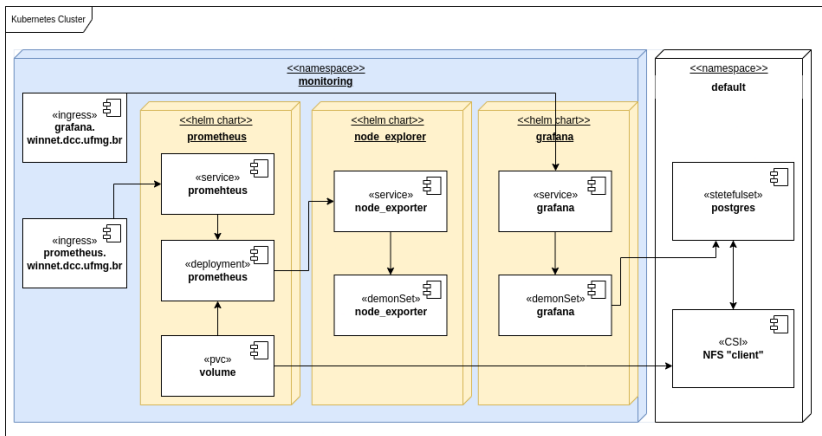 Kubernetes Cluster
<<namespace>>
monitoring
<<namespace>>
default
«ingress»
grafana.
winnet.dcc.ufmg.br
<<helm chart>>
prometheus
<<helm chart>>
node_explorer
<<helm chart>>
grafana
«service»
promehteus
«service»
node_exporter
«service»
grafana
«stetefulset»
postgres
«ingress»
prometheus.
winnet.dcc.ufmg.br
«deployment»
prometheus
«demonSet»
node_exporter
«demonSet»
grafana
«pvc»
volume
«CSI»
NFS "client"